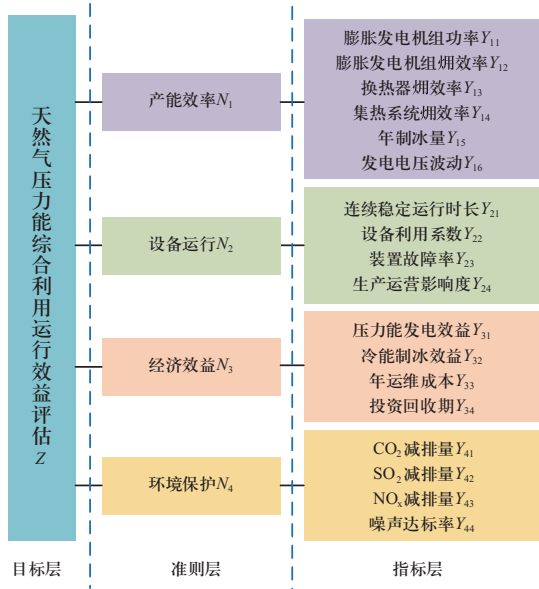 天然气压力能综合利用运行效益评估Z
产能效率N₁
膨胀发电机组功率Y₁₁
膨胀发电机组㶲效率Y₁₂
换热器㶲效率Y₁₃
集热系统㶲效率Y₁₄
年制冰量Y₁₅
发电电压波动Y₁₆
设备运行N₂
连续稳定运行时长Y₂₁
设备利用系数Y₂₂
装置故障率Y₂₃
生产运营影响度Y₂₄
经济效益N₃
压力能发电效益Y₃₁
冷能制冰效益Y₃₂
年运维成本Y₃₃
投资回收期Y₃₄
环境保护N₄
CO₂减排量Y₄₁
SO₂减排量Y₄₂
NOₓ减排量Y₄₃
噪声达标率Y₄₄
目标层
准则层
指标层